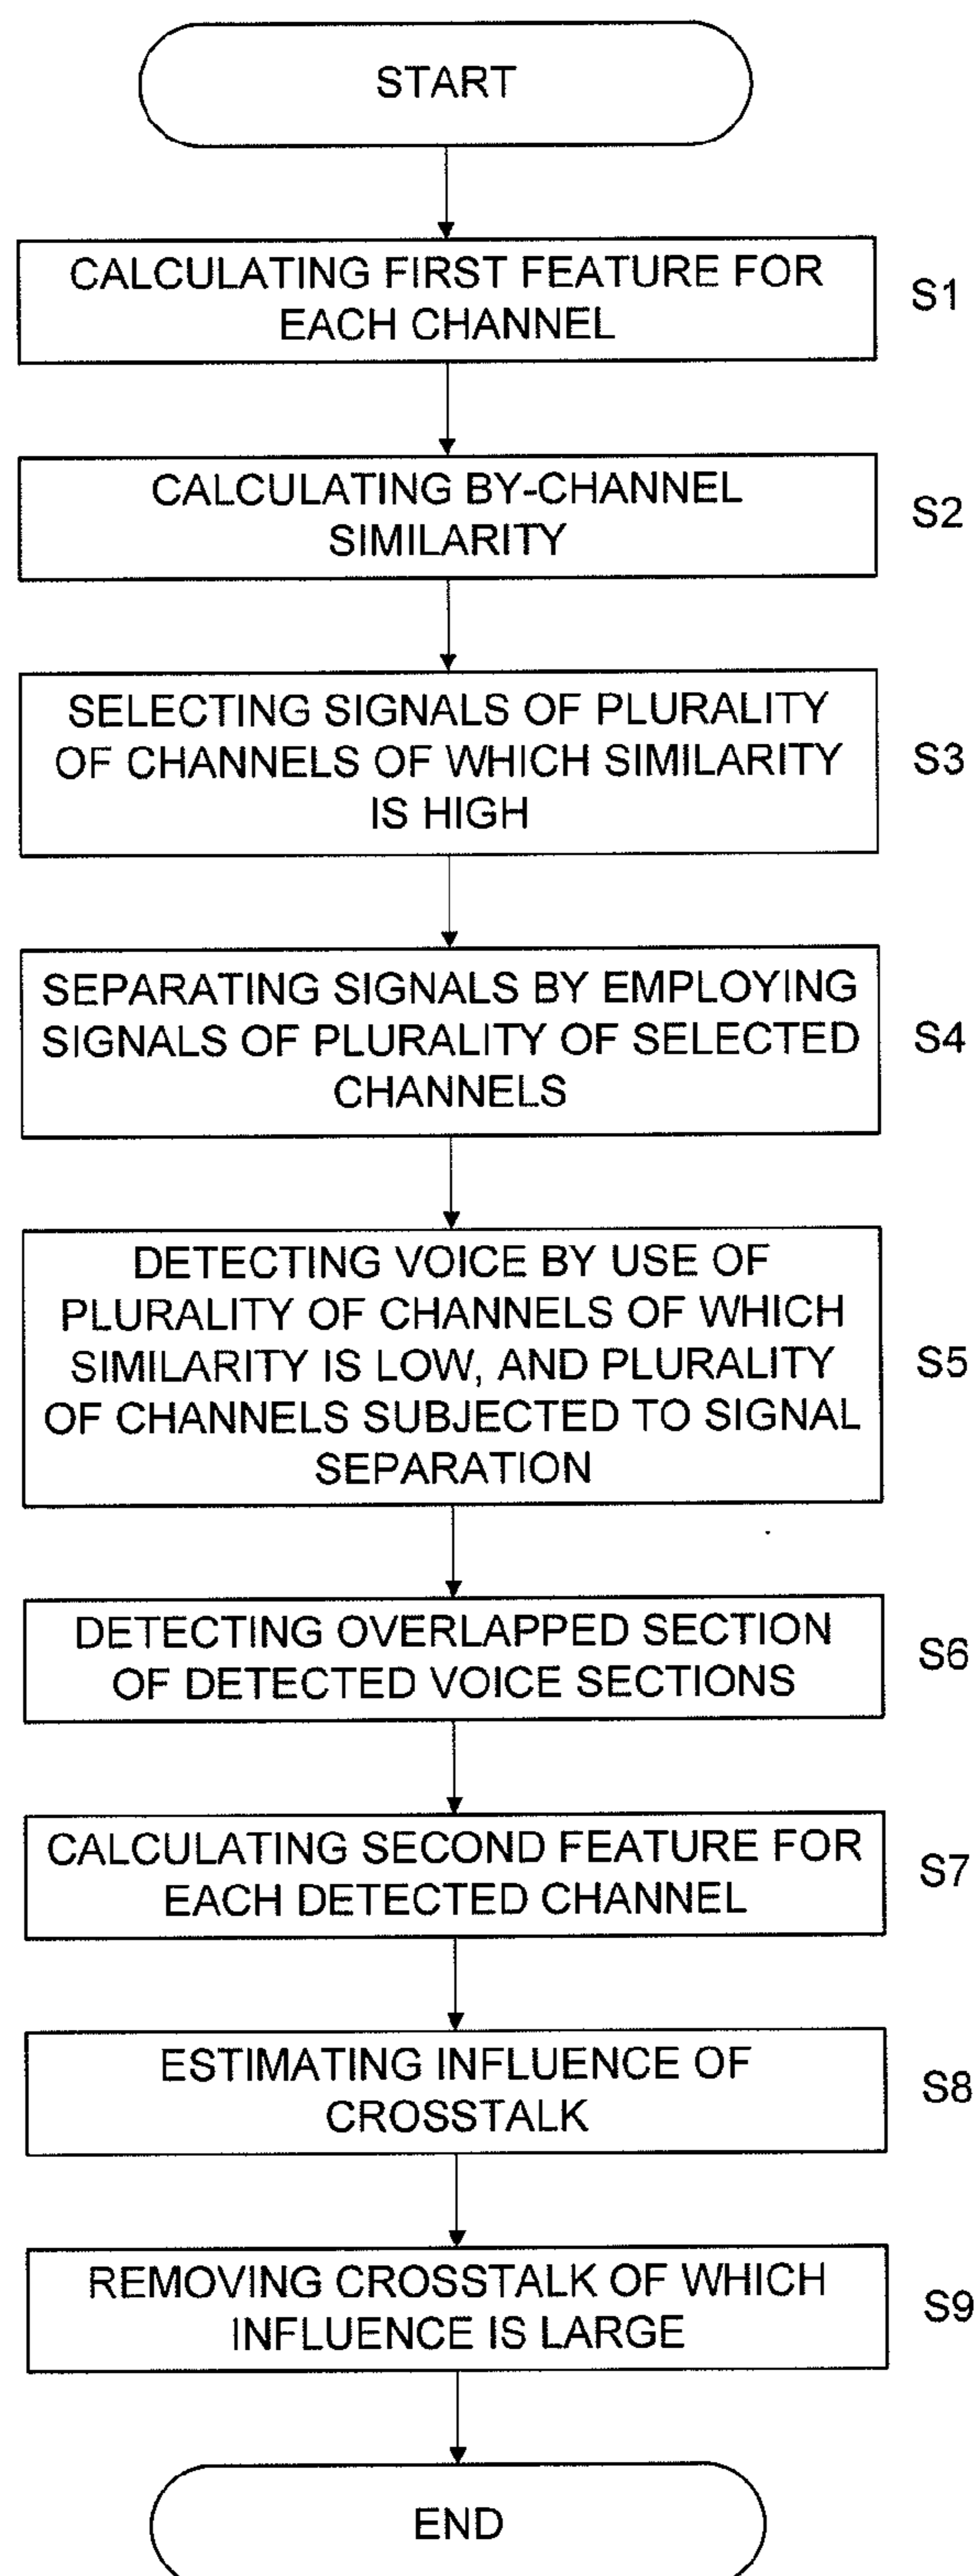 START
CALCULATING FIRST FEATURE FOR
EACH CHANNEL
S1
CALCULATING BY-CHANNEL
SIMILARITY
S2
SELECTING SIGNALS OF PLURALITY
OF CHANNELS OF WHICH SIMILARITY
IS HIGH
S3
SEPARATING SIGNALS BY EMPLOYING
SIGNALS OF PLURALITY OF SELECTED
CHANNELS
S4
DETECTING VOICE BY USE OF
PLURALITY OF CHANNELS OF WHICH
SIMILARITY IS LOW, AND PLURALITY
OF CHANNELS SUBJECTED TO SIGNAL
SEPARATION
S5
DETECTING OVERLAPPED SECTION
OF DETECTED VOICE SECTIONS
S6
CALCULATING SECOND FEATURE FOR
EACH DETECTED CHANNEL
S7
ESTIMATING INFLUENCE OF
CROSSTALK
S8
REMOVING CROSSTALK OF WHICH
INFLUENCE IS LARGE
S9
END